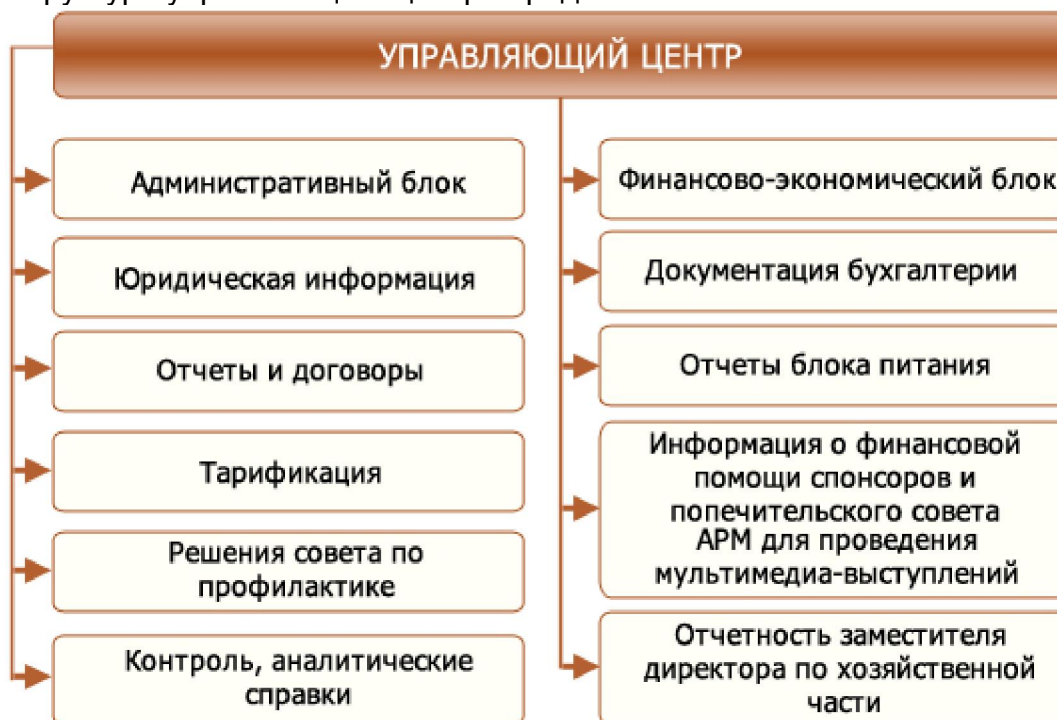 УПРАВЛЯЮЩИЙ ЦЕНТР
Административный блок
Юридическая информация
Отчеты и договоры
Тарификация
Решения совета по
профилактике
Контроль, аналитические
справки
Финансово-экономический блок
Документация бухгалтерии
Отчеты блока питания
Информация о финансовой
помощи спонсоров и
попечительского совета
АРМ для проведения
мультимедиа-выступлений
Отчетность заместителя
директора по хозяйственной
части